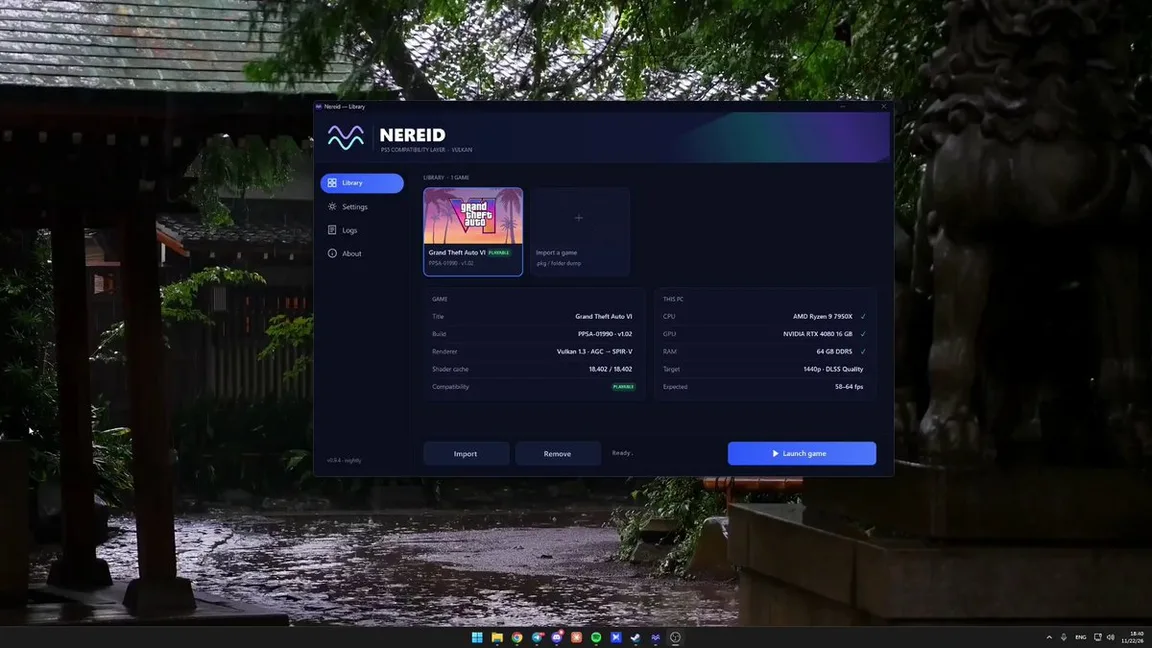 Nereid — Library
NEREID
PS5 COMPATIBILITY LAYER · VULKAN
Library
Settings
Logs
About
LIBRARY · 1 GAME
grand
theft
auto
VI
Grand Theft Auto VI PLAYABLE
PPSA-01990 · v1.02
+
Import a game
.pkg / folder dump
GAME
Title Grand Theft Auto VI
Build PPSA-01990 · v1.02
Renderer Vulkan 1.3 · AGC → SPIR-V
Shader cache 18,402 / 18,402
Compatibility PLAYABLE
THIS PC
CPU AMD Ryzen 9 7950X ✓
GPU NVIDIA RTX 4080 16 GB ✓
RAM 64 GB DDR5 ✓
Target 1440p · DLSS Quality
Expected 58–64 fps
v0.9.4 · nightly
Import
Remove
Ready.
Launch game
ENG
18:40
11/22/26